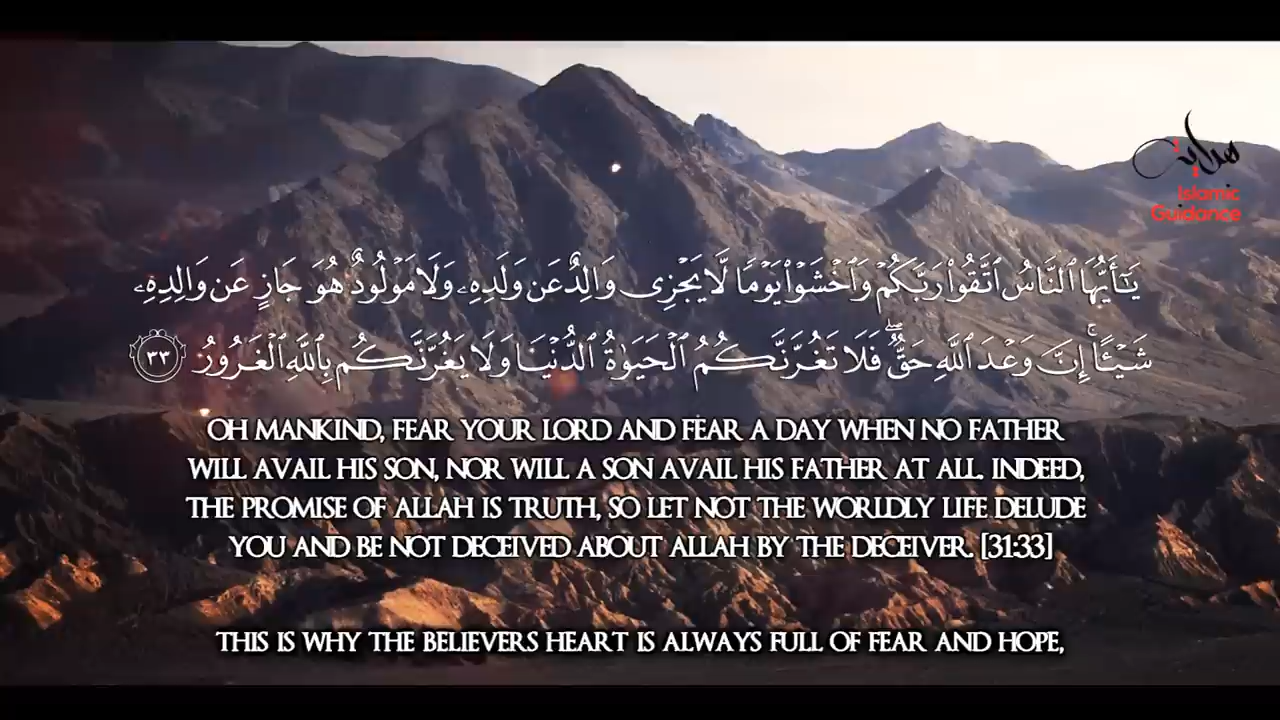 هداية
Islamic
Guidance
يَـٰٓأَيُّهَا ٱلنَّاسُ ٱتَّقُوا۟ رَبَّكُمْ وَٱخْشَوْا۟ يَوْمًا لَّا يَجْزِى وَالِدٌ عَن وَلَدِهِۦ وَلَا مَوْلُودٌ هُوَ جَازٍ عَن وَالِدِهِۦ
شَيْـًٔا ۚ إِنَّ وَعْدَ ٱللَّهِ حَقٌّ ۖ فَلَا تَغُرَّنَّكُمُ ٱلْحَيَوٰةُ ٱلدُّنْيَا وَلَا يَغُرَّنَّكُم بِٱللَّهِ ٱلْغَرُورُ ٣٣
OH MANKIND, FEAR YOUR LORD AND FEAR A DAY WHEN NO FATHER
WILL AVAIL HIS SON, NOR WILL A SON AVAIL HIS FATHER AT ALL. INDEED,
THE PROMISE OF ALLAH IS TRUTH, SO LET NOT THE WORLDLY LIFE DELUDE
YOU AND BE NOT DECEIVED ABOUT ALLAH BY THE DECEIVER. [31:33]
THIS IS WHY THE BELIEVERS HEART IS ALWAYS FULL OF FEAR AND HOPE,